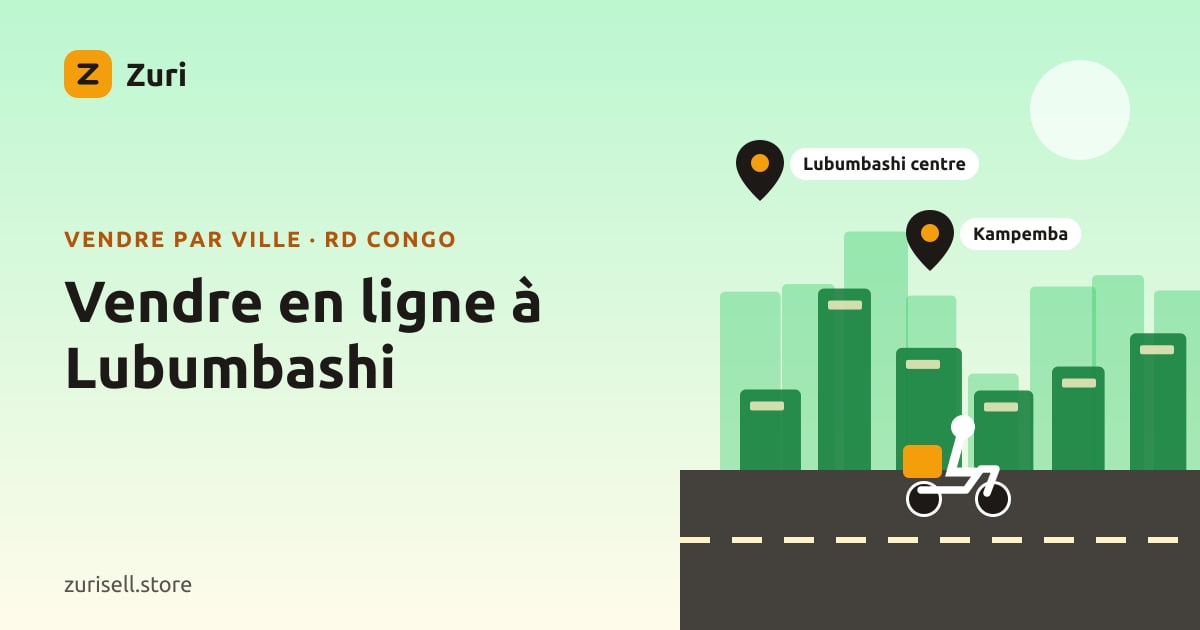 Z Zuri
Lubumbashi centre
Kampemba
VENDRE PAR VILLE · RD CONGO
Vendre en ligne à
Lubumbashi
zurisell.store